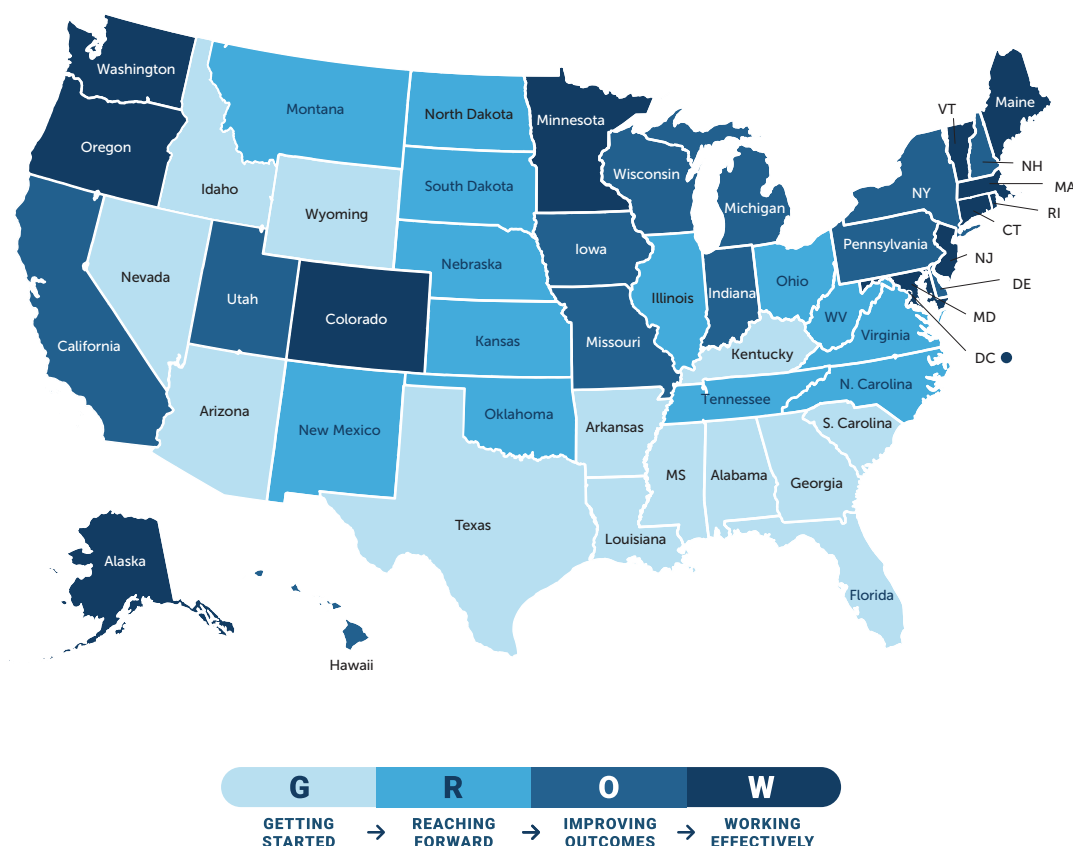 Washington
Montana
North Dakota
Minnesota
VT
Maine
Oregon
Idaho
South Dakota
Wisconsin
NH
MA
Wyoming
Michigan
NY
RI
CT
Nevada
Nebraska
Iowa
Pennsylvania
NJ
Utah
Colorado
Illinois
Indiana
Ohio
DE
California
Kansas
Missouri
WV
Virginia
MD
Kentucky
DC
Arizona
New Mexico
Oklahoma
Arkansas
Tennessee
N. Carolina
S. Carolina
Texas
MS
Alabama
Georgia
Louisiana
Alaska
Florida
Hawaii
G R O W
GETTING → REACHING → IMPROVING → WORKING
STARTED FORWARD OUTCOMES EFFECTIVELY